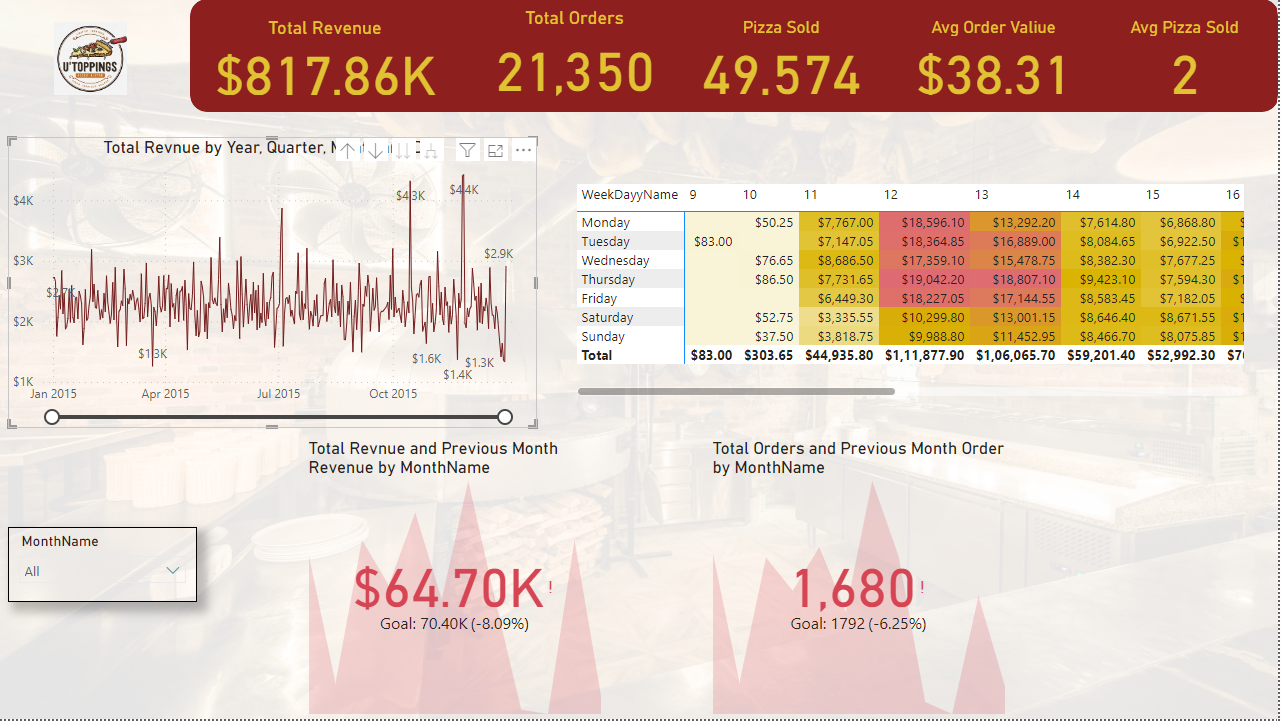 Total Revenue
Total Orders
Pizza Sold
Avg Order Valiue
Avg Pizza Sold
$817.86K
21,350
49.574
$38.31
2
U'TOPPINGS
Total Revnue by Year, Quarter,
$4K
$3K
$2K
$1K
$2.7K
$1.3K
$4.3K
$4.4K
$2.9K
$1.6K
$1.4K
$1.3K
Jan 2015 Apr 2015 Jul 2015 Oct 2015
WeekDayyName 9 10 11 12 13 14 15 16
Monday $50.25 $7,767.00 $18,596.10 $13,292.20 $7,614.80 $6,868.80
Tuesday $83.00 $7,147.05 $18,364.85 $16,889.00 $8,084.65 $6,922.50
Wednesday $76.65 $8,686.50 $17,359.10 $15,478.75 $8,382.30 $7,677.25
Thursday $86.50 $7,731.65 $19,042.20 $18,807.10 $9,423.10 $7,594.30
Friday $6,449.30 $18,227.05 $17,144.55 $8,583.45 $7,182.05
Saturday $52.75 $3,335.55 $10,299.80 $13,001.15 $8,646.40 $8,671.55
Sunday $37.50 $3,818.75 $9,988.80 $11,452.95 $8,466.70 $8,075.85
Total $83.00 $303.65 $44,935.80 $1,11,877.90 $1,06,065.70 $59,201.40 $52,992.30
Total Revnue and Previous Month
Revenue by MonthName
$64.70K!
Goal: 70.40K (-8.09%)
Total Orders and Previous Month Order
by MonthName
1,680!
Goal: 1792 (-6.25%)
MonthName
All